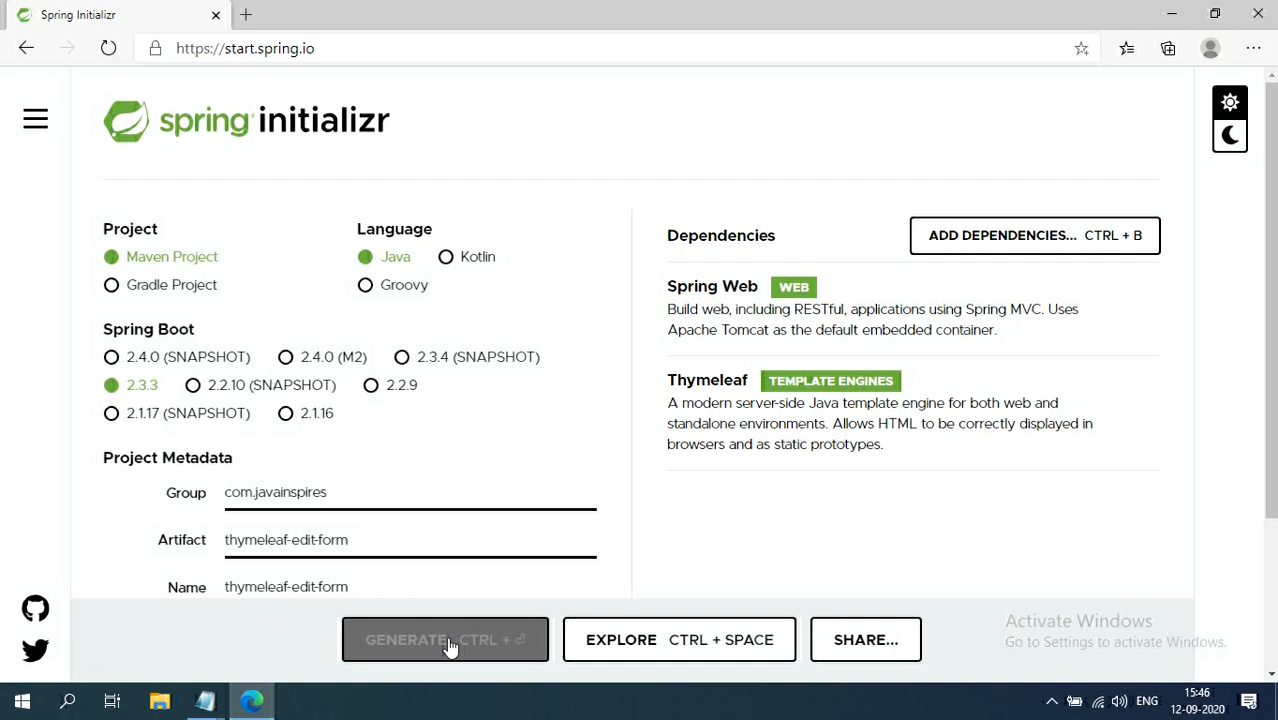 Spring Initializr
https://start.spring.io
spring initializr
Project
Language
Maven Project
Java
Kotlin
Gradle Project
Groovy
Spring Boot
2.4.0 (SNAPSHOT)
2.4.0 (M2)
2.3.4 (SNAPSHOT)
2.3.3
2.2.10 (SNAPSHOT)
2.2.9
2.1.17 (SNAPSHOT)
2.1.16
Project Metadata
Group
com.javainspires
Artifact
thymeleaf-edit-form
Name
thymeleaf-edit-form
Dependencies
ADD DEPENDENCIES... CTRL + B
Spring Web WEB
Build web, including RESTful, applications using Spring MVC. Uses
Apache Tomcat as the default embedded container.
Thymeleaf TEMPLATE ENGINES
A modern server-side Java template engine for both web and
standalone environments. Allows HTML to be correctly displayed in
browsers and as static prototypes.
GENERATE CTRL + ⏎
EXPLORE CTRL + SPACE
SHARE...
Activate Windows
Go to Settings to activate Windows.
ENG
15:46
12-09-2020